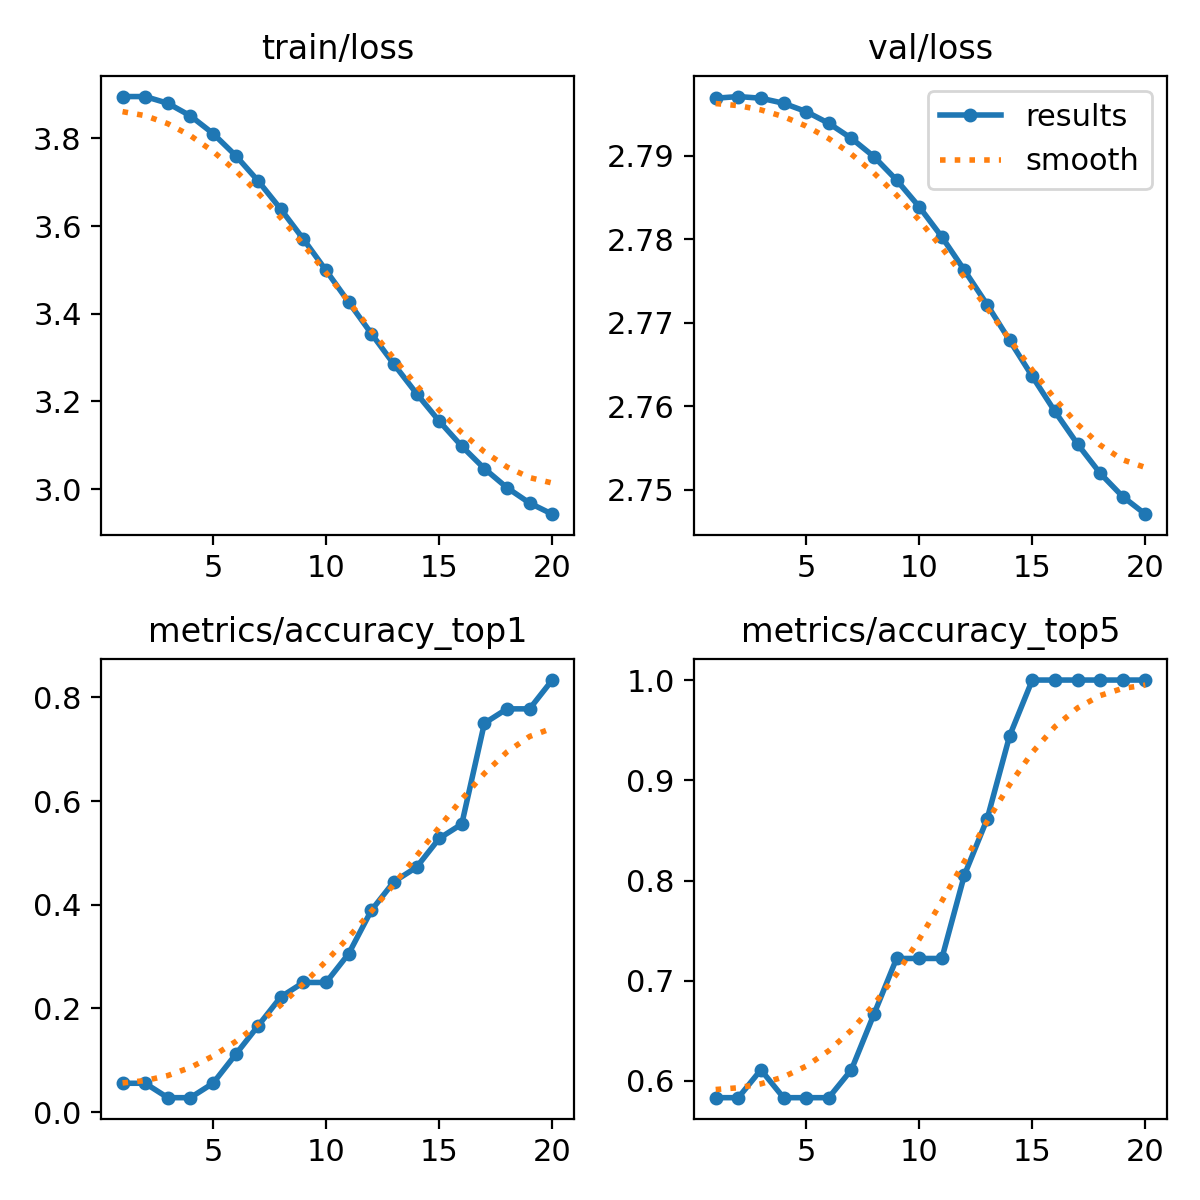 train/loss
3.8
3.6
3.4
3.2
3.0
5 10 15 20
val/loss
results
smooth
2.79
2.78
2.77
2.76
2.75
5 10 15 20
metrics/accuracy_top1
0.8
0.6
0.4
0.2
0.0
5 10 15 20
metrics/accuracy_top5
1.0
0.9
0.8
0.7
0.6
5 10 15 20